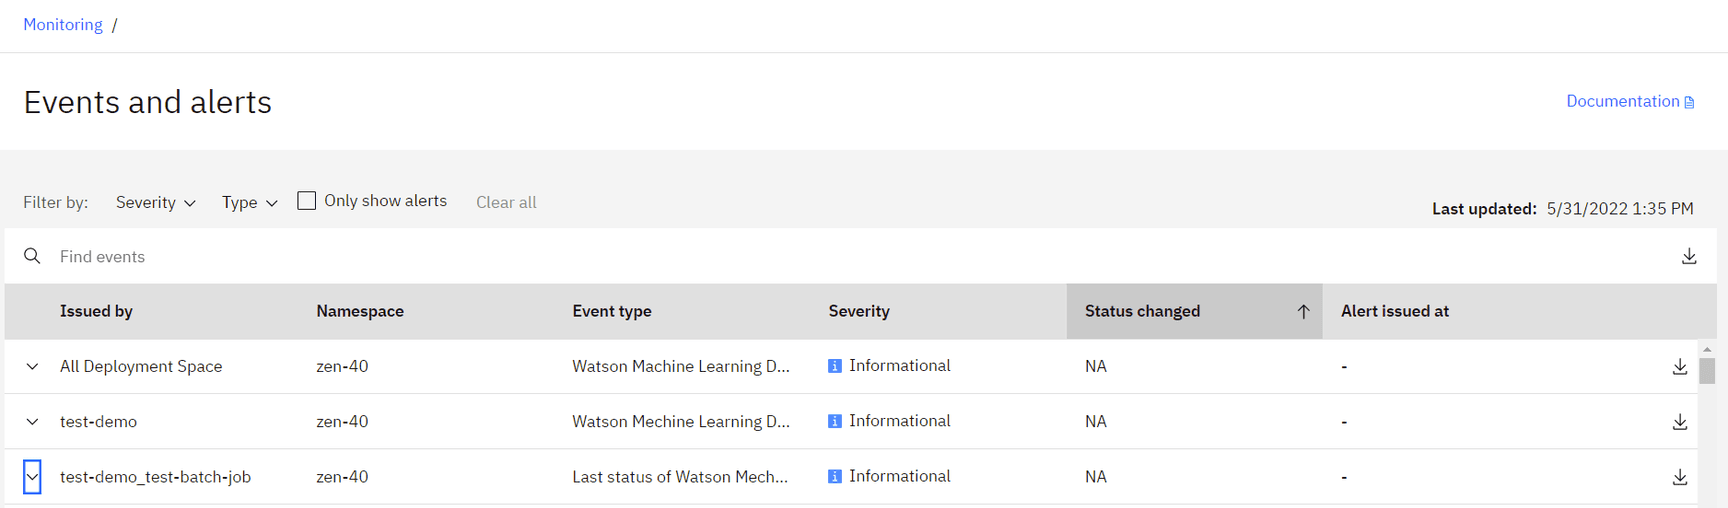 Monitoring /
Events and alerts
Documentation
Filter by: Severity Type Only show alerts Clear all
Last updated: 5/31/2022 1:35 PM
Find events
Issued by Namespace Event type Severity Status changed Alert issued at
All Deployment Space zen-40 Watson Machine Learning D... Informational NA -
test-demo zen-40 Watson Mechine Learning D... Informational NA -
test-demo_test-batch-job zen-40 Last status of Watson Mech... Informational NA -